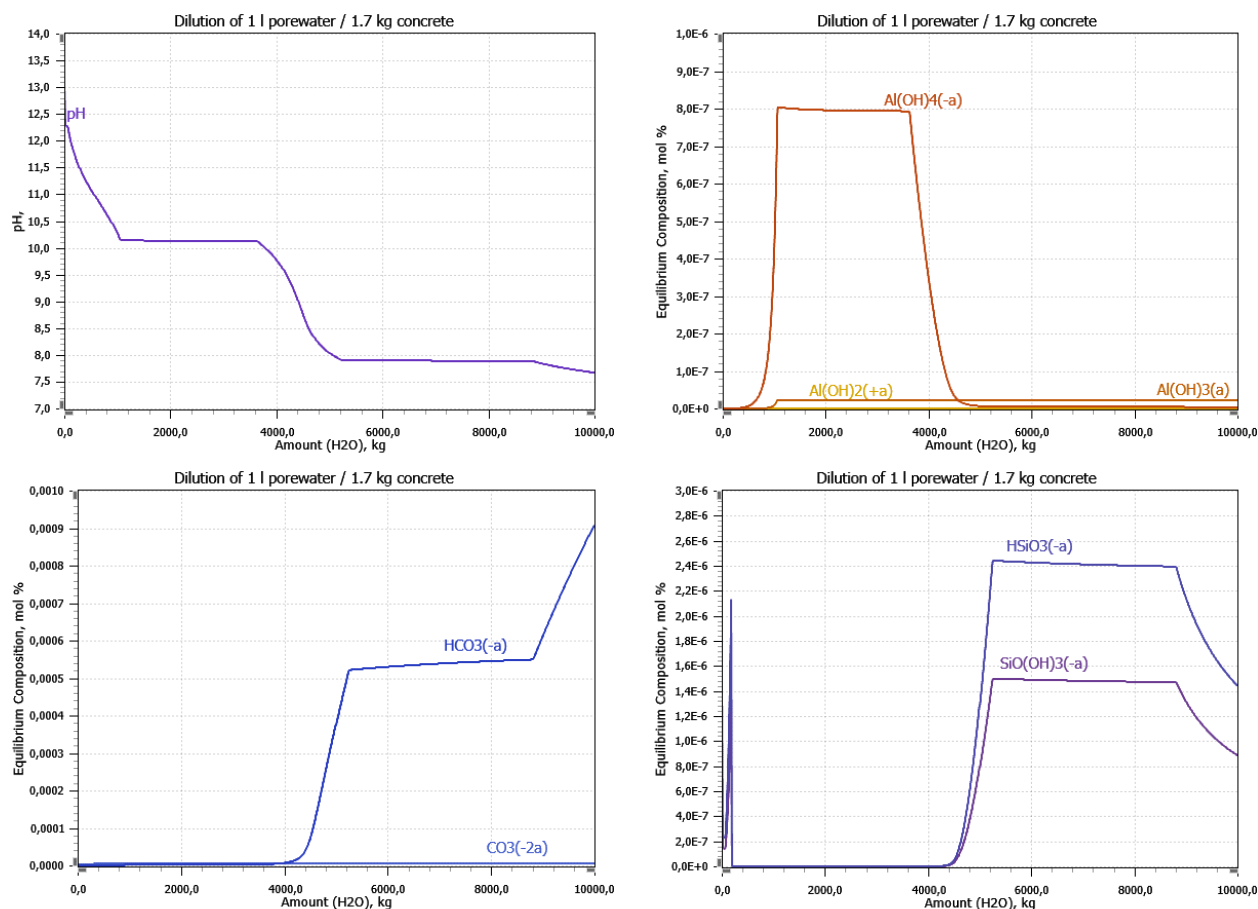 Dilution of 1 l porewater / 1.7 kg concrete
14,0
13,5
13,0
12,5
12,0
11,5
11,0
10,5
10,0
9,5
9,0
8,5
8,0
7,5
7,0
pH,
pH
0,0 2000,0 4000,0 6000,0 8000,0 10000,0
Amount (H2O), kg
Dilution of 1 l porewater / 1.7 kg concrete
1,0E-6
9,0E-7
8,0E-7
7,0E-7
6,0E-7
5,0E-7
4,0E-7
3,0E-7
2,0E-7
1,0E-7
0,0E+0
Equilibrium Composition, mol %
Al(OH)4(-a)
Al(OH)2(+a)
Al(OH)3(a)
0,0 2000,0 4000,0 6000,0 8000,0 10000,0
Amount (H2O), kg
Dilution of 1 l porewater / 1.7 kg concrete
0,0010
0,0009
0,0008
0,0007
0,0006
0,0005
0,0004
0,0003
0,0002
0,0001
0,0000
Equilibrium Composition, mol %
HCO3(-a)
CO3(-2a)
0,0 2000,0 4000,0 6000,0 8000,0 10000,0
Amount (H2O), kg
Dilution of 1 l porewater / 1.7 kg concrete
3,0E-6
2,8E-6
2,6E-6
2,4E-6
2,2E-6
2,0E-6
1,8E-6
1,6E-6
1,4E-6
1,2E-6
1,0E-6
8,0E-7
6,0E-7
4,0E-7
2,0E-7
0,0E+0
Equilibrium Composition, mol %
HSiO3(-a)
SiO(OH)3(-a)
0,0 2000,0 4000,0 6000,0 8000,0 10000,0
Amount (H2O), kg